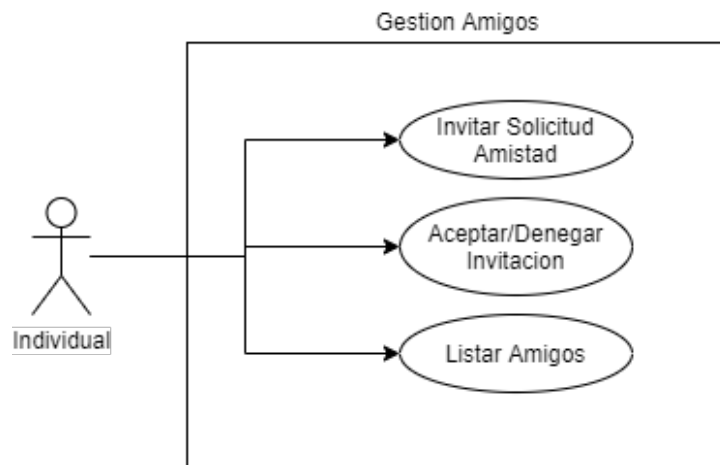 Gestion Amigos
Invitar Solicitud
Amistad
Aceptar/Denegar
Invitacion
Individual
Listar Amigos